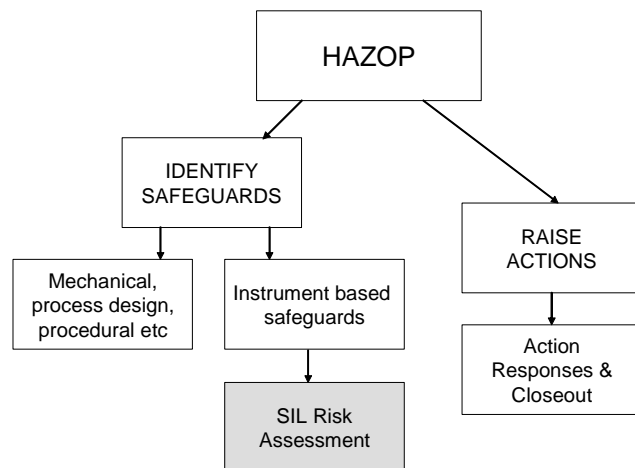 HAZOP
IDENTIFY
SAFEGUARDS
RAISE
ACTIONS
Mechanical,
process design,
procedural etc
Instrument based
safeguards
Action
Responses &
Closeout
SIL Risk
Assessment